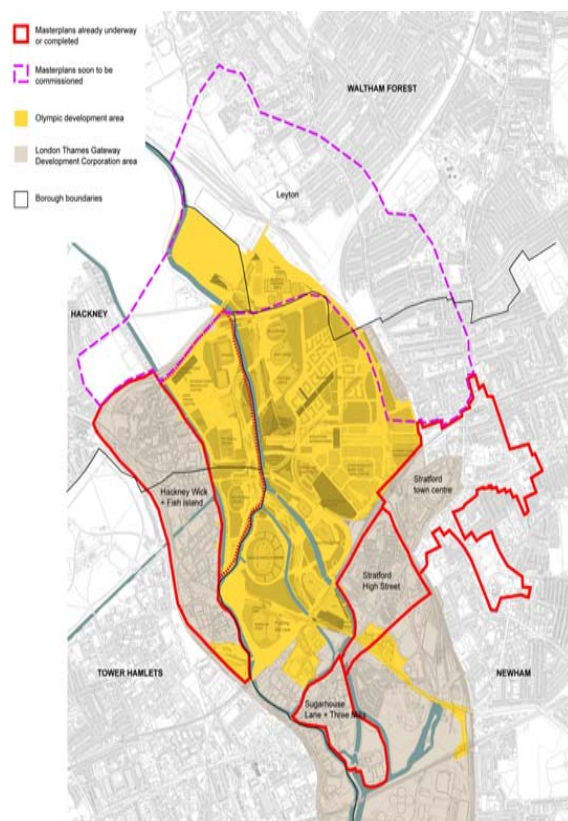 Masterplans already underway
or completed
Masterplans soon to be
commissioned
Olympic development area
London Thames Gateway
Development Corporation area
Borough boundaries
WALTHAM FOREST
Leyton
HACKNEY
Stratford
town centre
Hackney Wick
+ Fish Island
Stratford
High Street
TOWER HAMLETS
NEWHAM
Sugarhouse
Lane + Three Mills